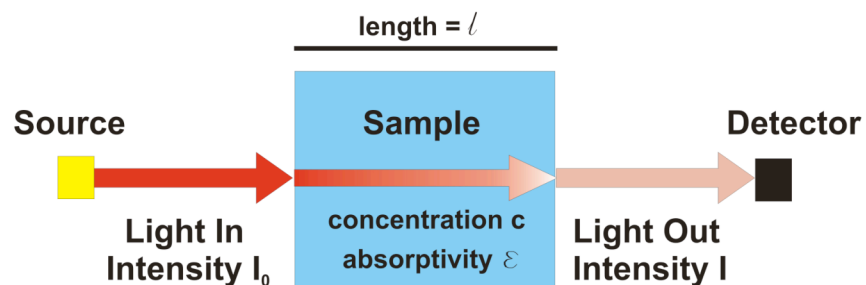 length = l
Source
Sample
Detector
Light In
Intensity I₀
concentration c
absorptivity ε
Light Out
Intensity I